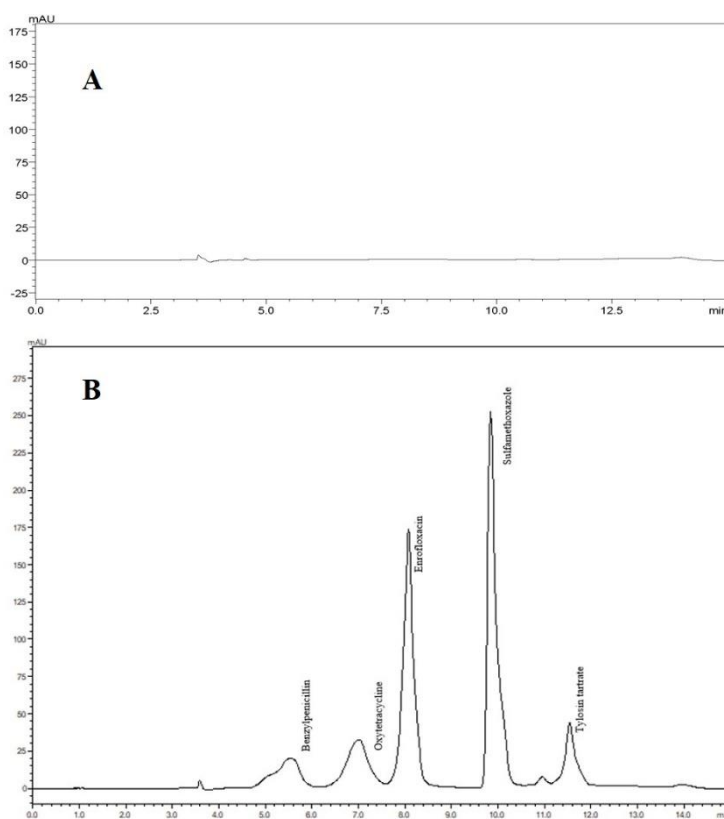 mAU
175
150
125
100
75
50
25
0
-25
A
0.0 2.5 5.0 7.5 10.0 12.5 min
mAU
275
250
225
200
175
150
125
100
75
50
25
0
B
Benzylpenicillin
Oxytetracycline
Enrofloxacin
Sulfamethoxazole
Tylosin tartrate
0.0 1.0 2.0 3.0 4.0 5.0 6.0 7.0 8.0 9.0 10.0 11.0 12.0 13.0 14.0